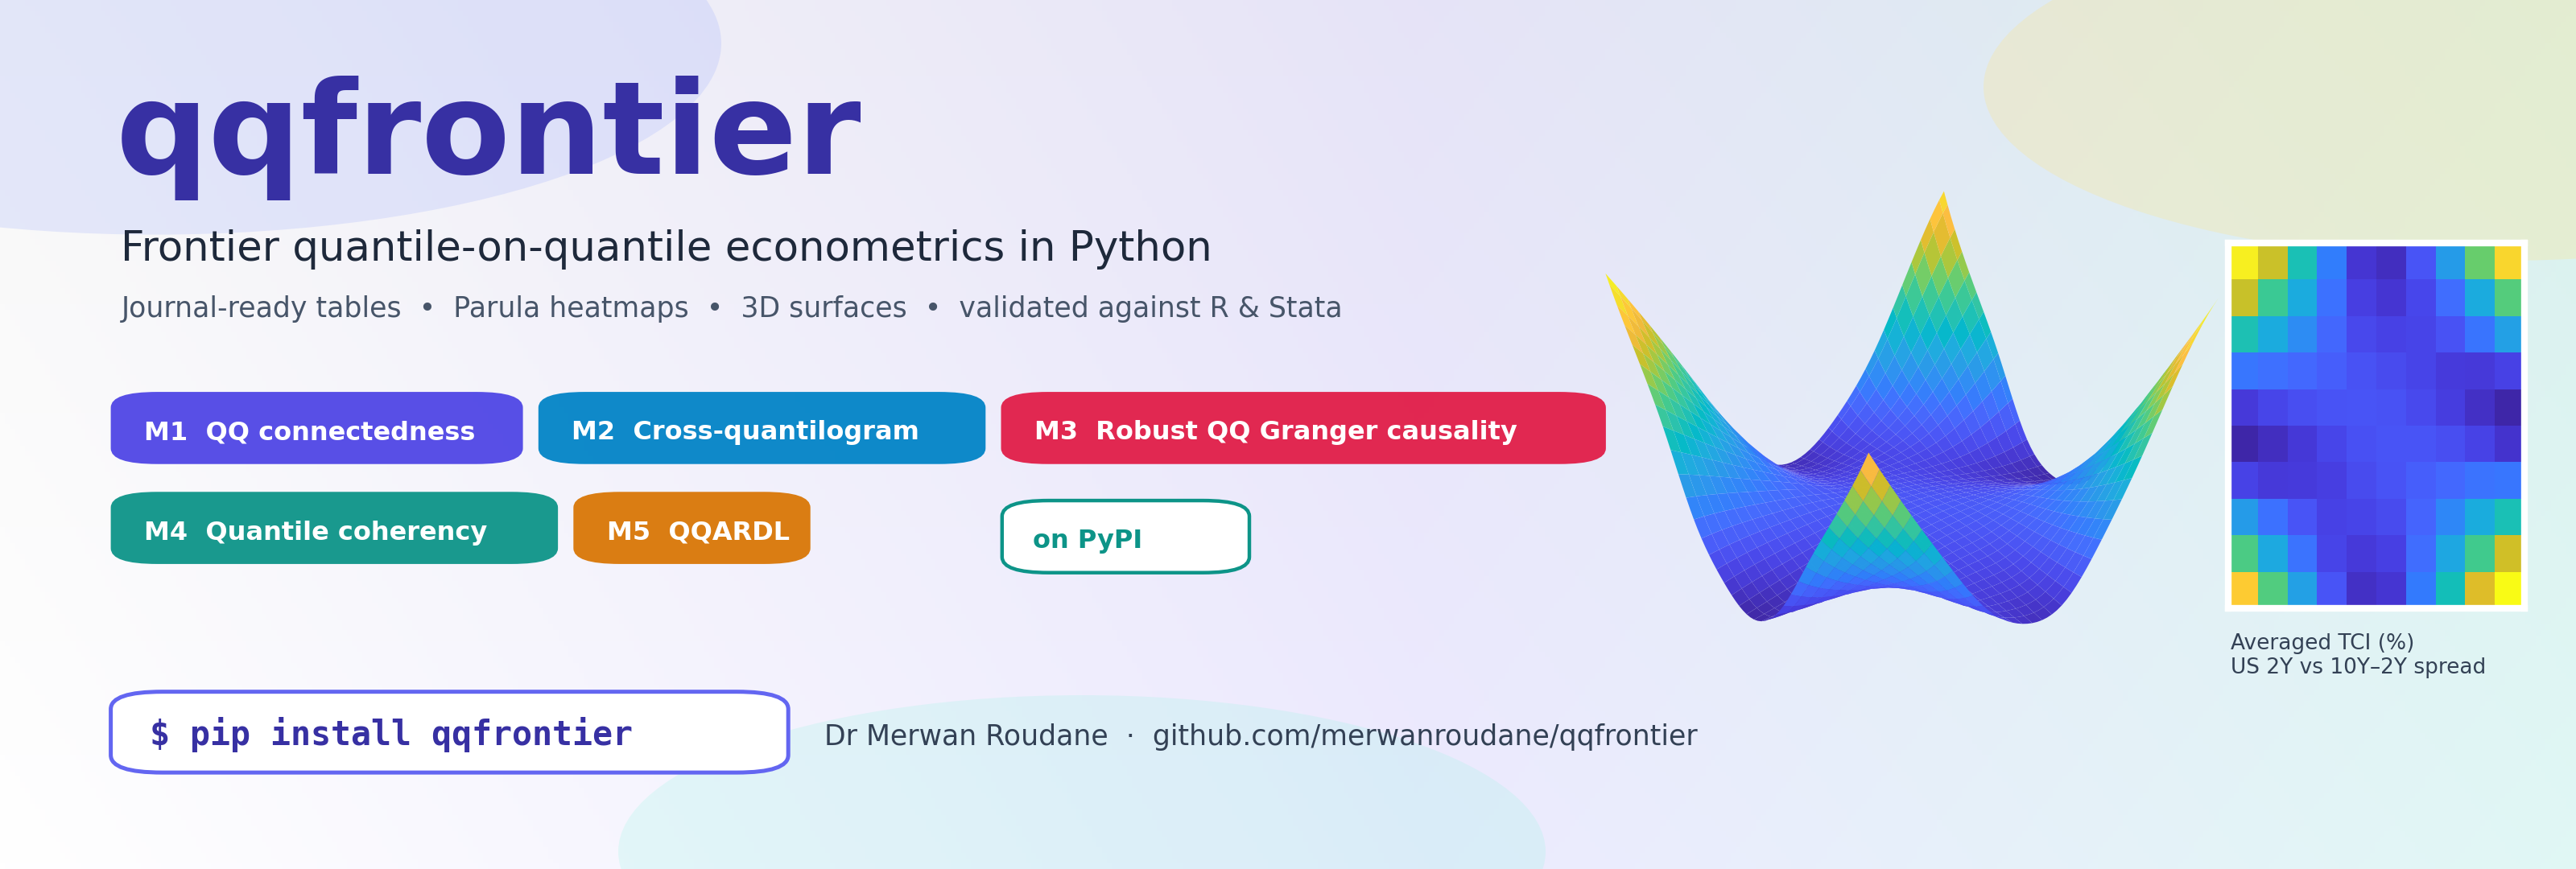 qqfrontier
Frontier quantile-on-quantile econometrics in Python
Journal-ready tables • Parula heatmaps • 3D surfaces • validated against R & Stata
M1 QQ connectedness
M2 Cross-quantilogram
M3 Robust QQ Granger causality
M4 Quantile coherency
M5 QQARDL
on PyPI
Averaged TCI (%)
US 2Y vs 10Y–2Y spread
$ pip install qqfrontier
Dr Merwan Roudane · github.com/merwanroudane/qqfrontier